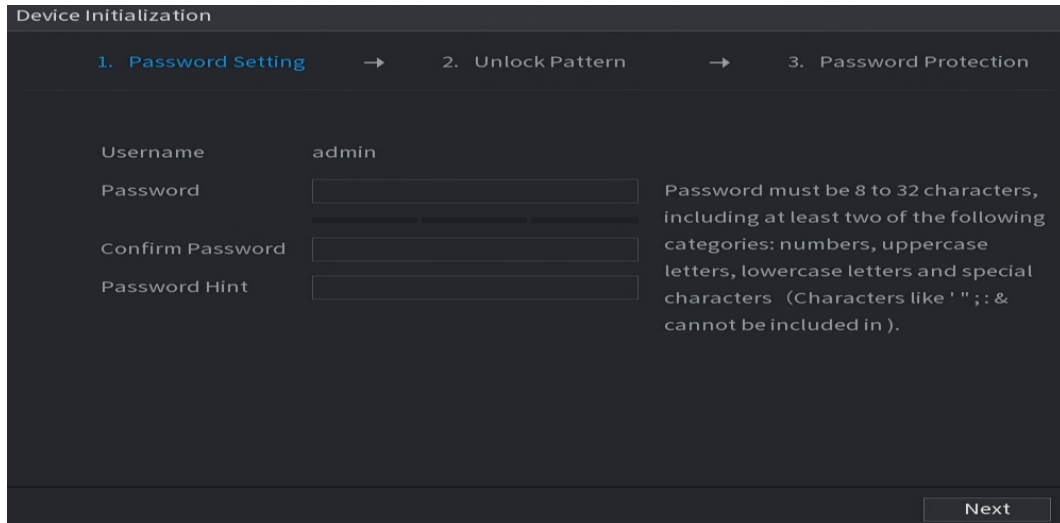 Device Initialization
1. Password Setting → 2. Unlock Pattern → 3. Password Protection
Username admin
Password
Password must be 8 to 32 characters,
including at least two of the following
categories: numbers, uppercase
letters, lowercase letters and special
characters (Characters like ' " ; : &
cannot be included in ).
Confirm Password
Password Hint
Next